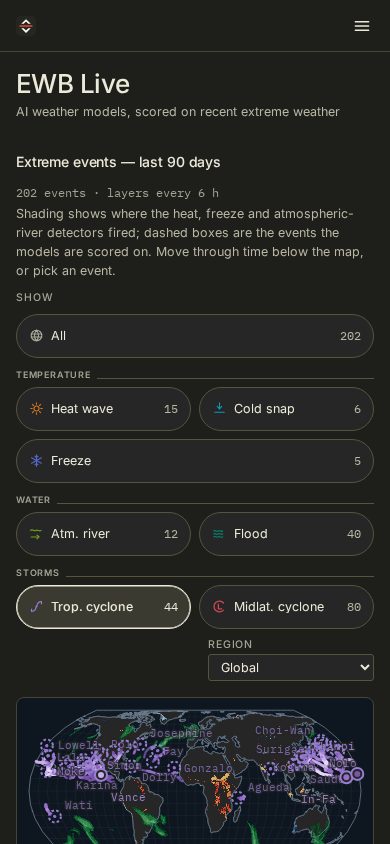 EWB Live
AI weather models, scored on recent extreme weather
Extreme events — last 90 days
202 events · layers every 6 h
Shading shows where the heat, freeze and atmospheric-
river detectors fired; dashed boxes are the events the
models are scored on. Move through time below the map,
or pick an event.
SHOW
All 202
TEMPERATURE
Heat wave 15
Cold snap 6
Freeze 5
WATER
Atm. river 12
Flood 40
STORMS
Trop. cyclone 44
Midlat. cyclone 80
REGION
Global
Josephine
Choi-Wan
Lowell
Fay
Dolly
Gonzalo
Karina
Vance
Wati
Agueda
In-Fa